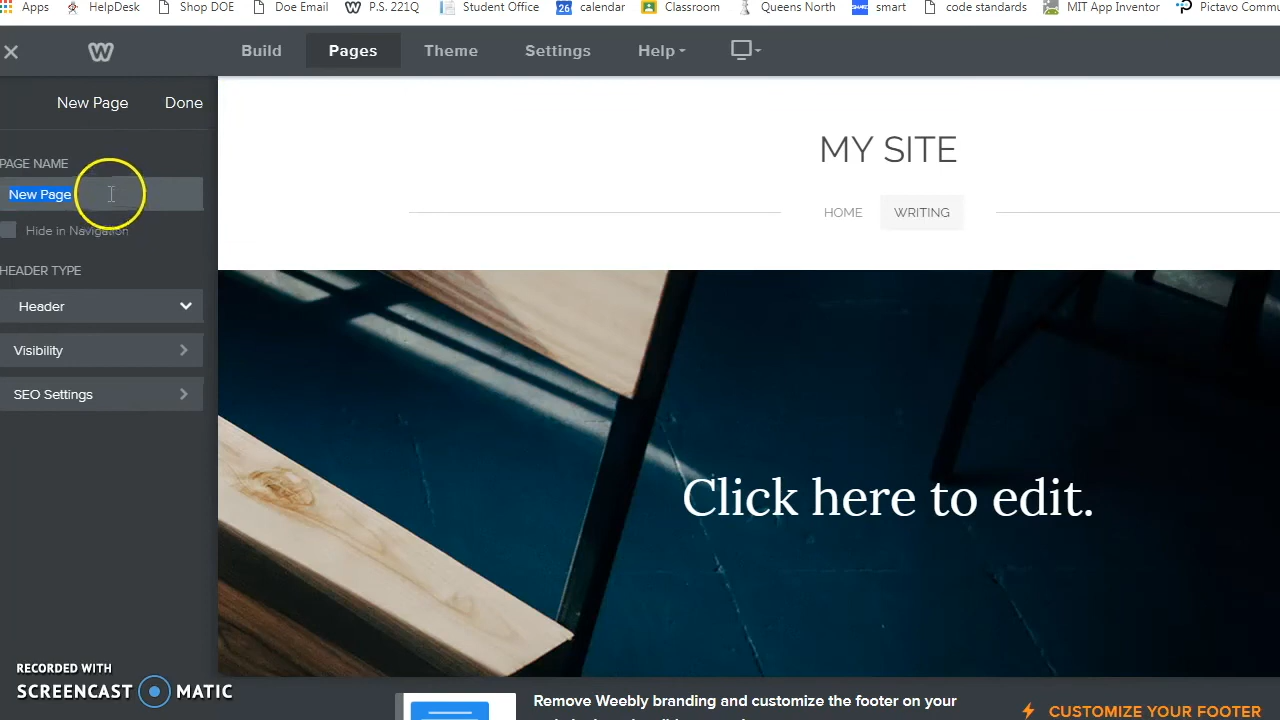 Apps HelpDesk Shop DOE Doe Email P.S. 221Q Student Office 26 calendar Classroom Queens North smart code standards MIT App Inventor Pictavo Commu
Build Pages Theme Settings Help
New Page Done
PAGE NAME
New Page
Hide in Navigation
HEADER TYPE
Header
Visibility
SEO Settings
MY SITE
HOME WRITING
Click here to edit.
RECORDED WITH
SCREENCAST MATIC
Remove Weebly branding and customize the footer on your
CUSTOMIZE YOUR FOOTER